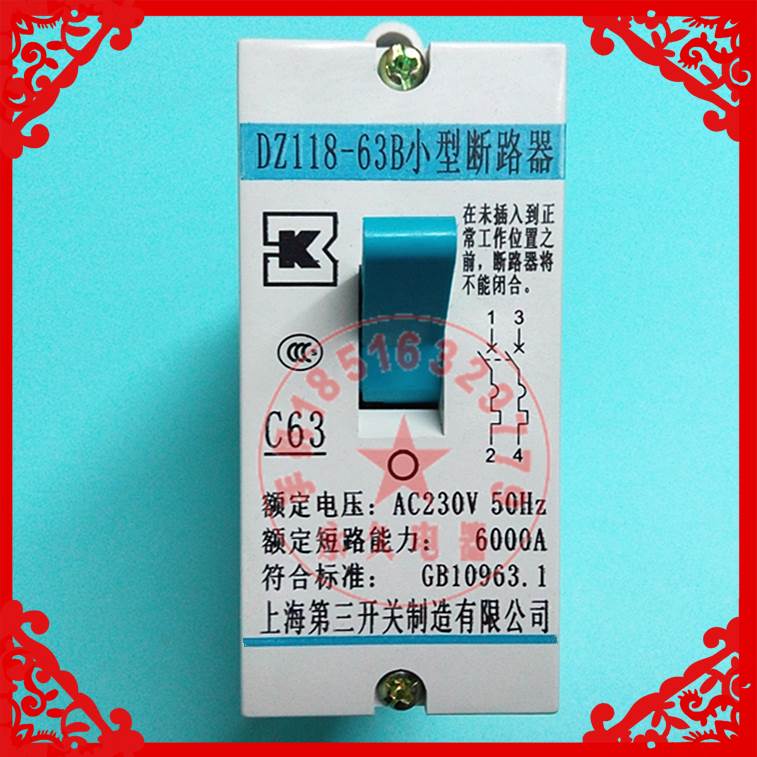 DZ118-63B小型断路器
在未插入到正
常工作位置之
前，断路器将
不能闭合。
K
1 3
CCC S
C63
2 4
额定电压：AC230V 50Hz
额定短路能力： 6000A
符合标准： GB10963.1
上海第三开关制造有限公司